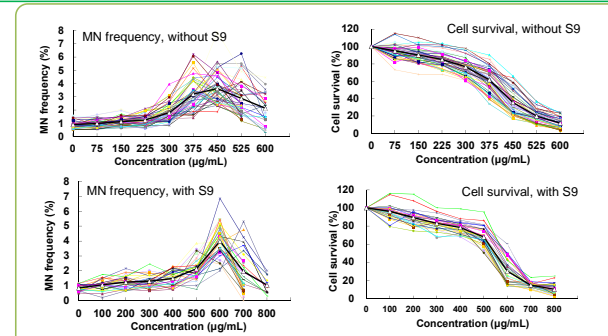 MN frequency, without S9
MN frequency (%)
8
7
6
5
4
3
2
1
0
0 75 150 225 300 375 450 525 600
Concentration (µg/mL)
Cell survival, without S9
Cell survival (%)
120
100
80
60
40
20
0
0 75 150 225 300 375 450 525 600
Concentration (µg/mL)
MN frequency, with S9
MN frequency (%)
8
7
6
5
4
3
2
1
0
0 100 200 300 400 500 600 700 800
Concentration (µg/mL)
Cell survival, with S9
Cell survival (%)
120
100
80
60
40
20
0
0 100 200 300 400 500 600 700 800
Concentration (µg/mL)